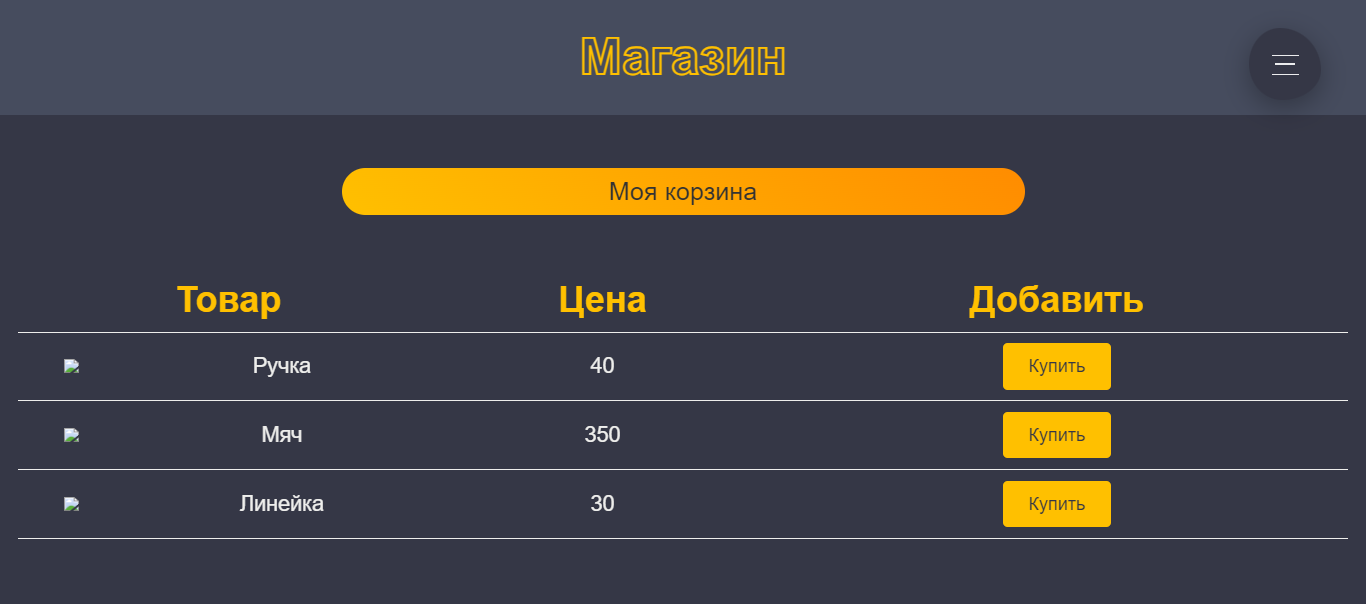 Магазин
Моя корзина
Товар Цена Добавить
Ручка 40 Купить
Мяч 350 Купить
Линейка 30 Купить